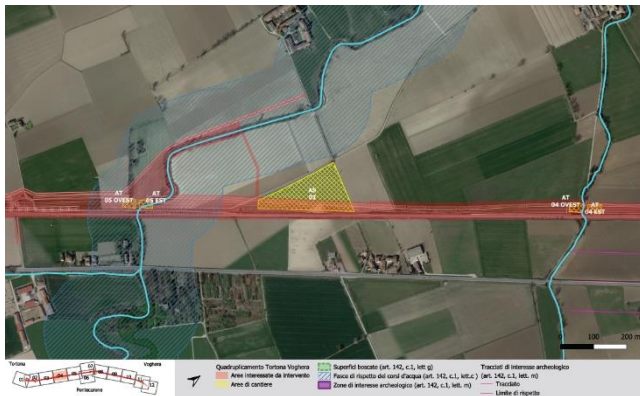 AT
05 OVEST
AT
05 EST
AS
03
AT
04 OVEST
AT
04 EST
0 100 200 m
Tortona
Voghera
Pontecurone
Quadruplicamento Tortona Voghera
Aree interessate da intervento
Aree di cantiere
Superfici boscate (art. 142, c.1, lett g)
Fasce di rispetto dei corsi d'acqua (art. 142, c.1, lett.c )
Zone di interesse archeologico (art. 142, c.1, lett. m)
Tracciati di interesse archeologico
(art. 142, c.1, lett. m)
Tracciato
Limite di rispetto